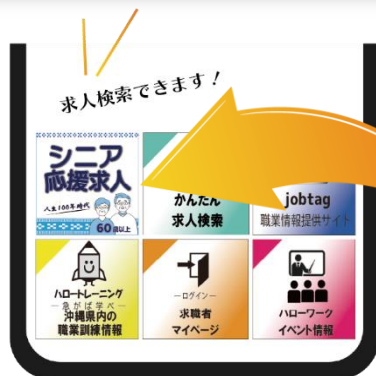 求人検索できます！
シニア
応援求人
人生100年時代
60歳以上
かんたん
求人検索
jobtag
職業情報提供サイト
ハロートレーニング
―急がば学べ―
沖縄県内の
職業訓練情報
―ログイン―
求職者
マイページ
ハローワーク
イベント情報